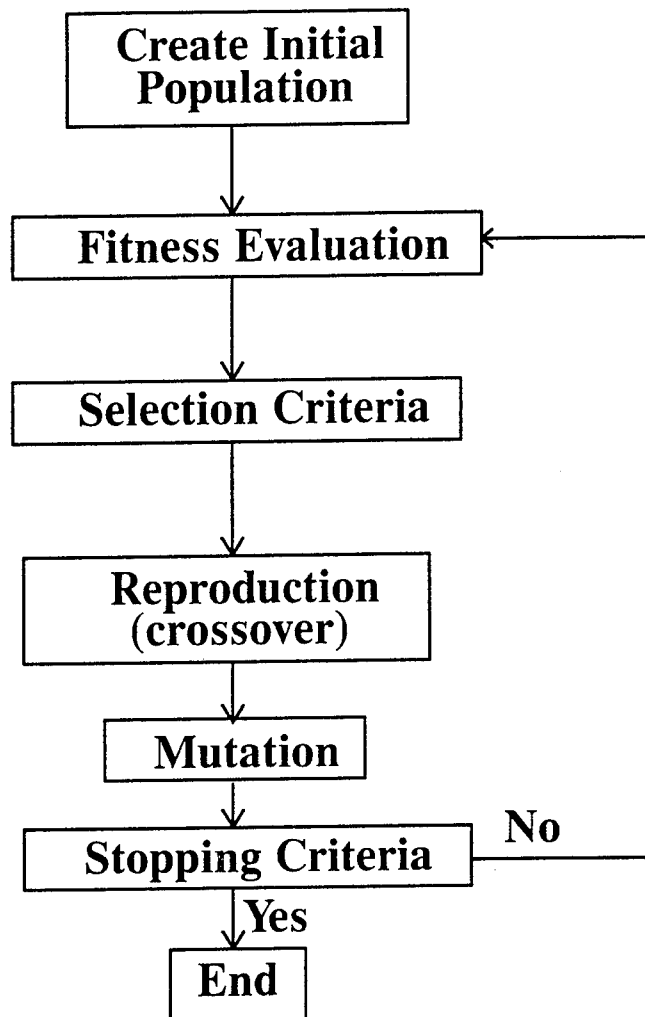 Create Initial
Population
Fitness Evaluation
Selection Criteria
Reproduction
(crossover)
Mutation
Stopping Criteria
No
Yes
End